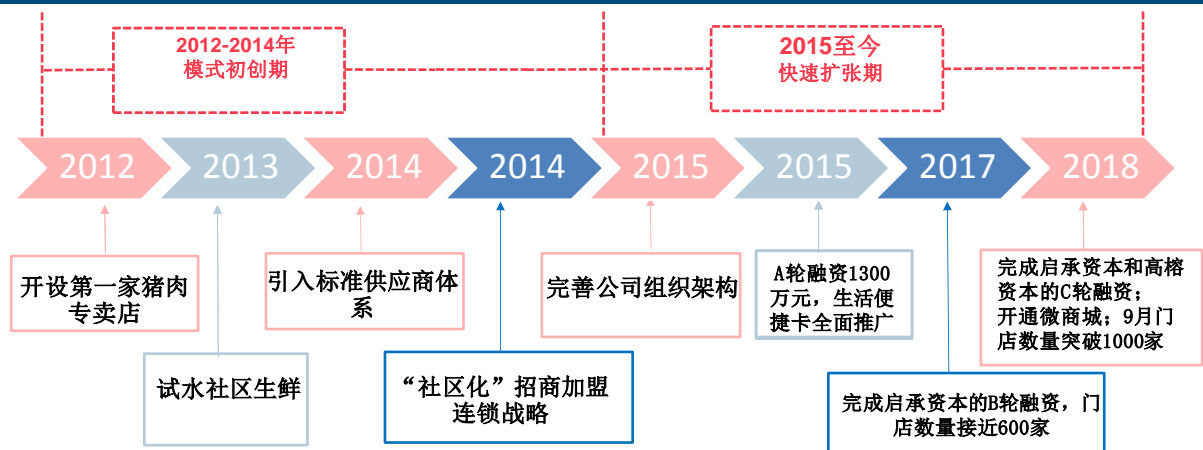 2012-2014年
模式初创期
2015至今
快速扩张期
2012
2013
2014
2014
2015
2015
2017
2018
开设第一家猪肉
专卖店
试水社区生鲜
引入标准供应商体
系
“社区化”招商加盟
连锁战略
完善公司组织架构
A轮融资1300
万元，生活便
捷卡全面推广
完成启承资本的B轮融资，门
店数量接近600家
完成启承资本和高榕
资本的C轮融资；
开通微商城；9月门
店数量突破1000家